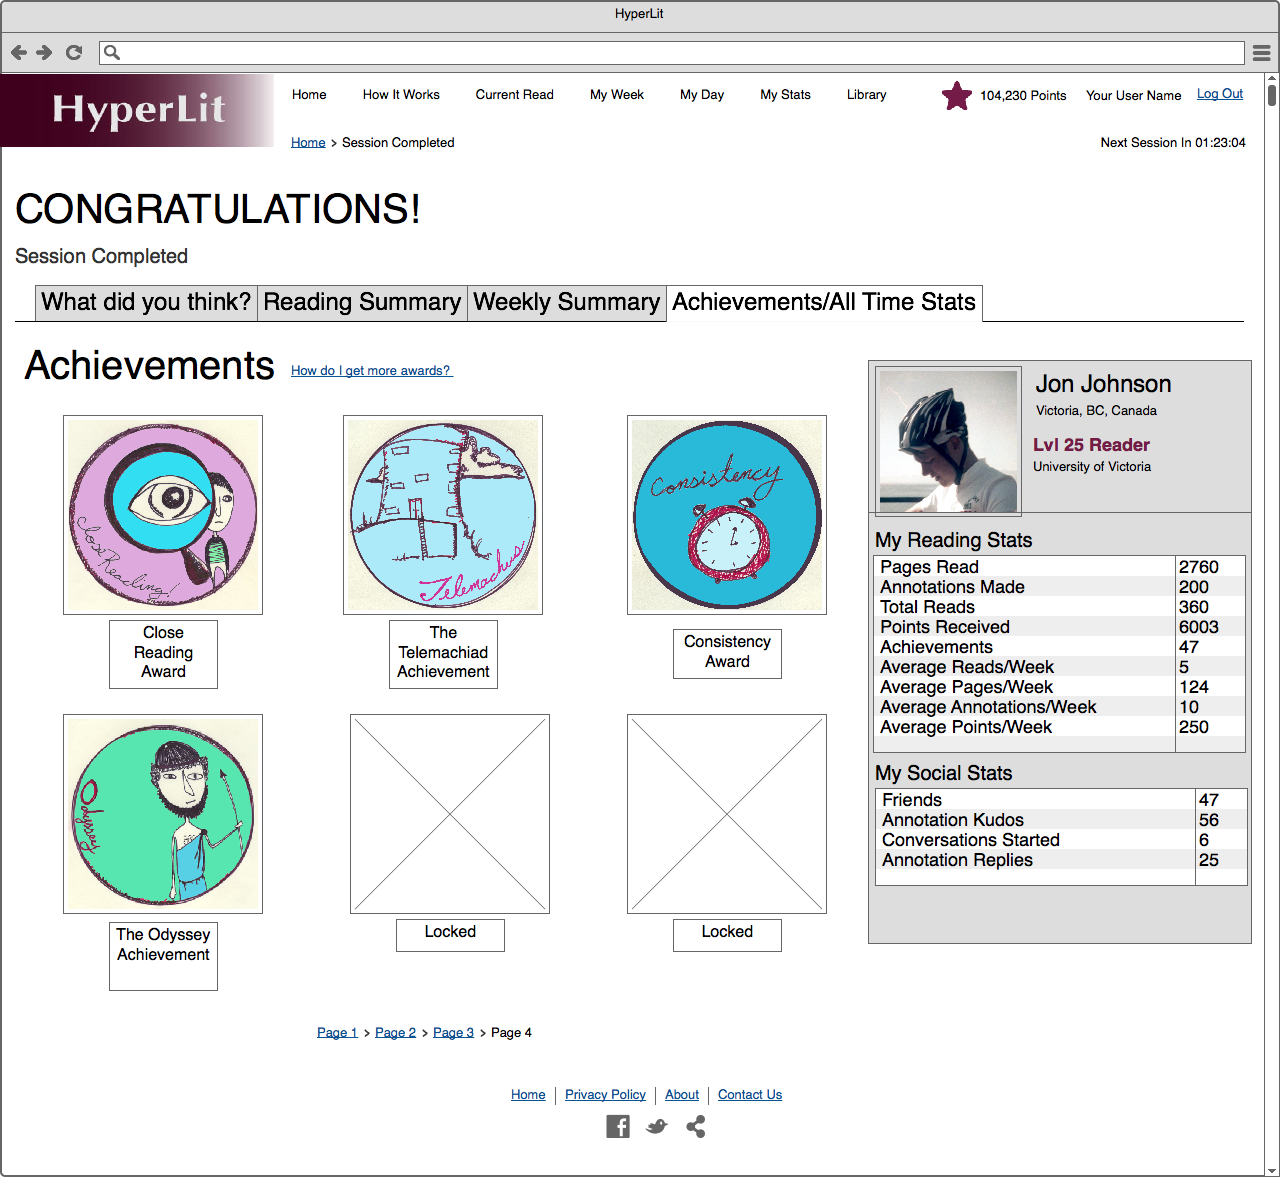 HyperLit
HyperLit
Home How It Works Current Read My Week My Day My Stats Library 104,230 Points Your User Name Log Out
Home > Session Completed Next Session In 01:23:04
CONGRATULATIONS!
Session Completed
What did you think? Reading Summary Weekly Summary Achievements/All Time Stats
Achievements How do I get more awards?
Close Reading!
Close
Reading
Award
Telemachus
The
Telemachiad
Achievement
Consistency
Consistency
Award
Odyssey
The Odyssey
Achievement
Locked
Locked
Page 1 > Page 2 > Page 3 > Page 4
Jon Johnson
Victoria, BC, Canada
Lvl 25 Reader
University of Victoria
My Reading Stats
Pages Read 2760
Annotations Made 200
Total Reads 360
Points Received 6003
Achievements 47
Average Reads/Week 5
Average Pages/Week 124
Average Annotations/Week 10
Average Points/Week 250
My Social Stats
Friends 47
Annotation Kudos 56
Conversations Started 6
Annotation Replies 25
Home Privacy Policy About Contact Us